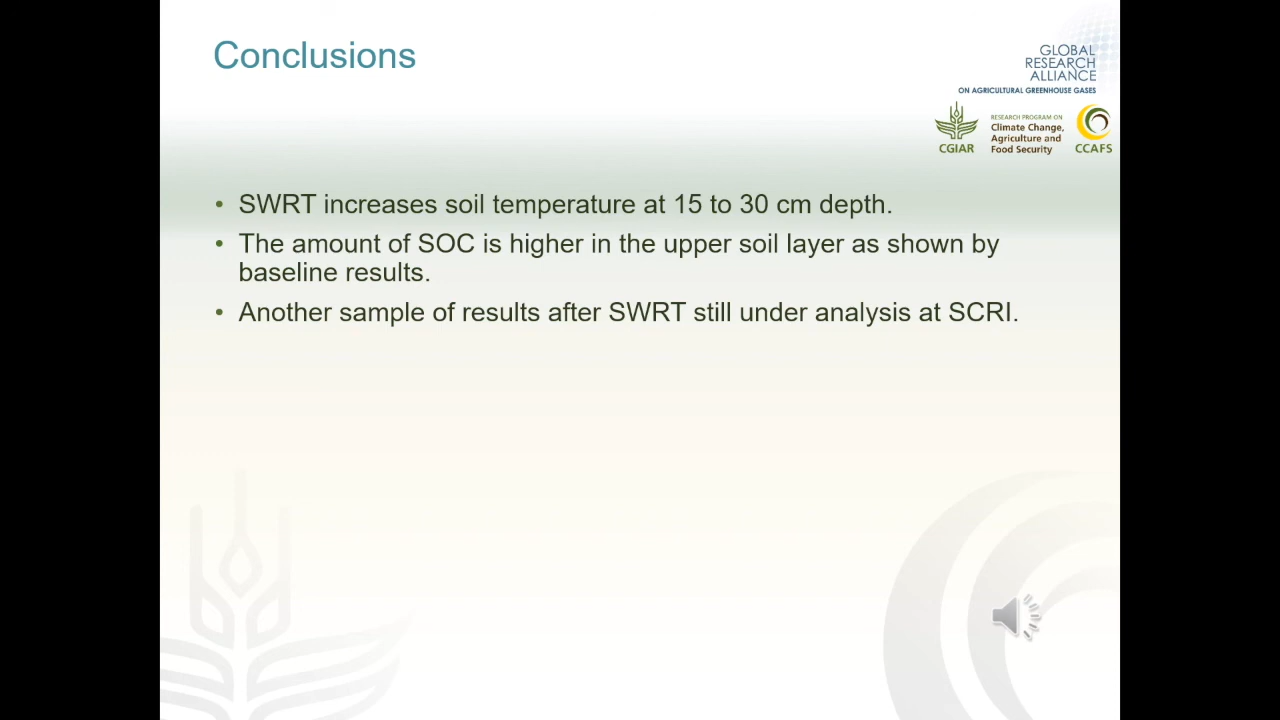 Conclusions
GLOBAL
RESEARCH
ALLIANCE
ON AGRICULTURAL GREENHOUSE GASES
CGIAR
RESEARCH PROGRAM ON
Climate Change,
Agriculture and
Food Security
CCAFS
• SWRT increases soil temperature at 15 to 30 cm depth.
• The amount of SOC is higher in the upper soil layer as shown by
baseline results.
• Another sample of results after SWRT still under analysis at SCRI.